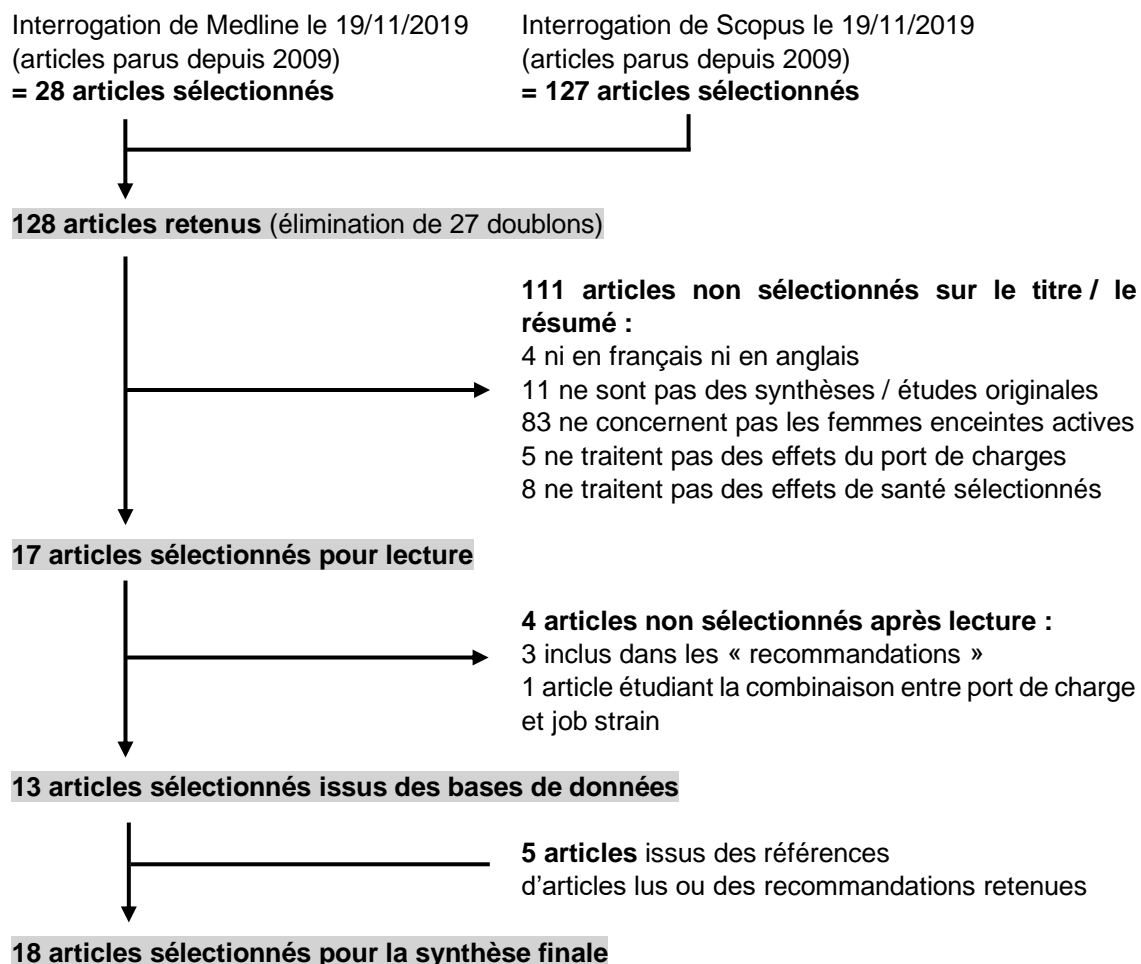 Interrogation de Medline le 19/11/2019
(articles parus depuis 2009)
= 28 articles sélectionnés
Interrogation de Scopus le 19/11/2019
(articles parus depuis 2009)
= 127 articles sélectionnés
128 articles retenus (élimination de 27 doublons)
111 articles non sélectionnés sur le titre / le
résumé :
4 ni en français ni en anglais
11 ne sont pas des synthèses / études originales
83 ne concernent pas les femmes enceintes actives
5 ne traitent pas des effets du port de charges
8 ne traitent pas des effets de santé sélectionnés
17 articles sélectionnés pour lecture
4 articles non sélectionnés après lecture :
3 inclus dans les « recommandations »
1 article étudiant la combinaison entre port de charge
et job strain
13 articles sélectionnés issus des bases de données
5 articles issus des références
d'articles lus ou des recommandations retenues
18 articles sélectionnés pour la synthèse finale